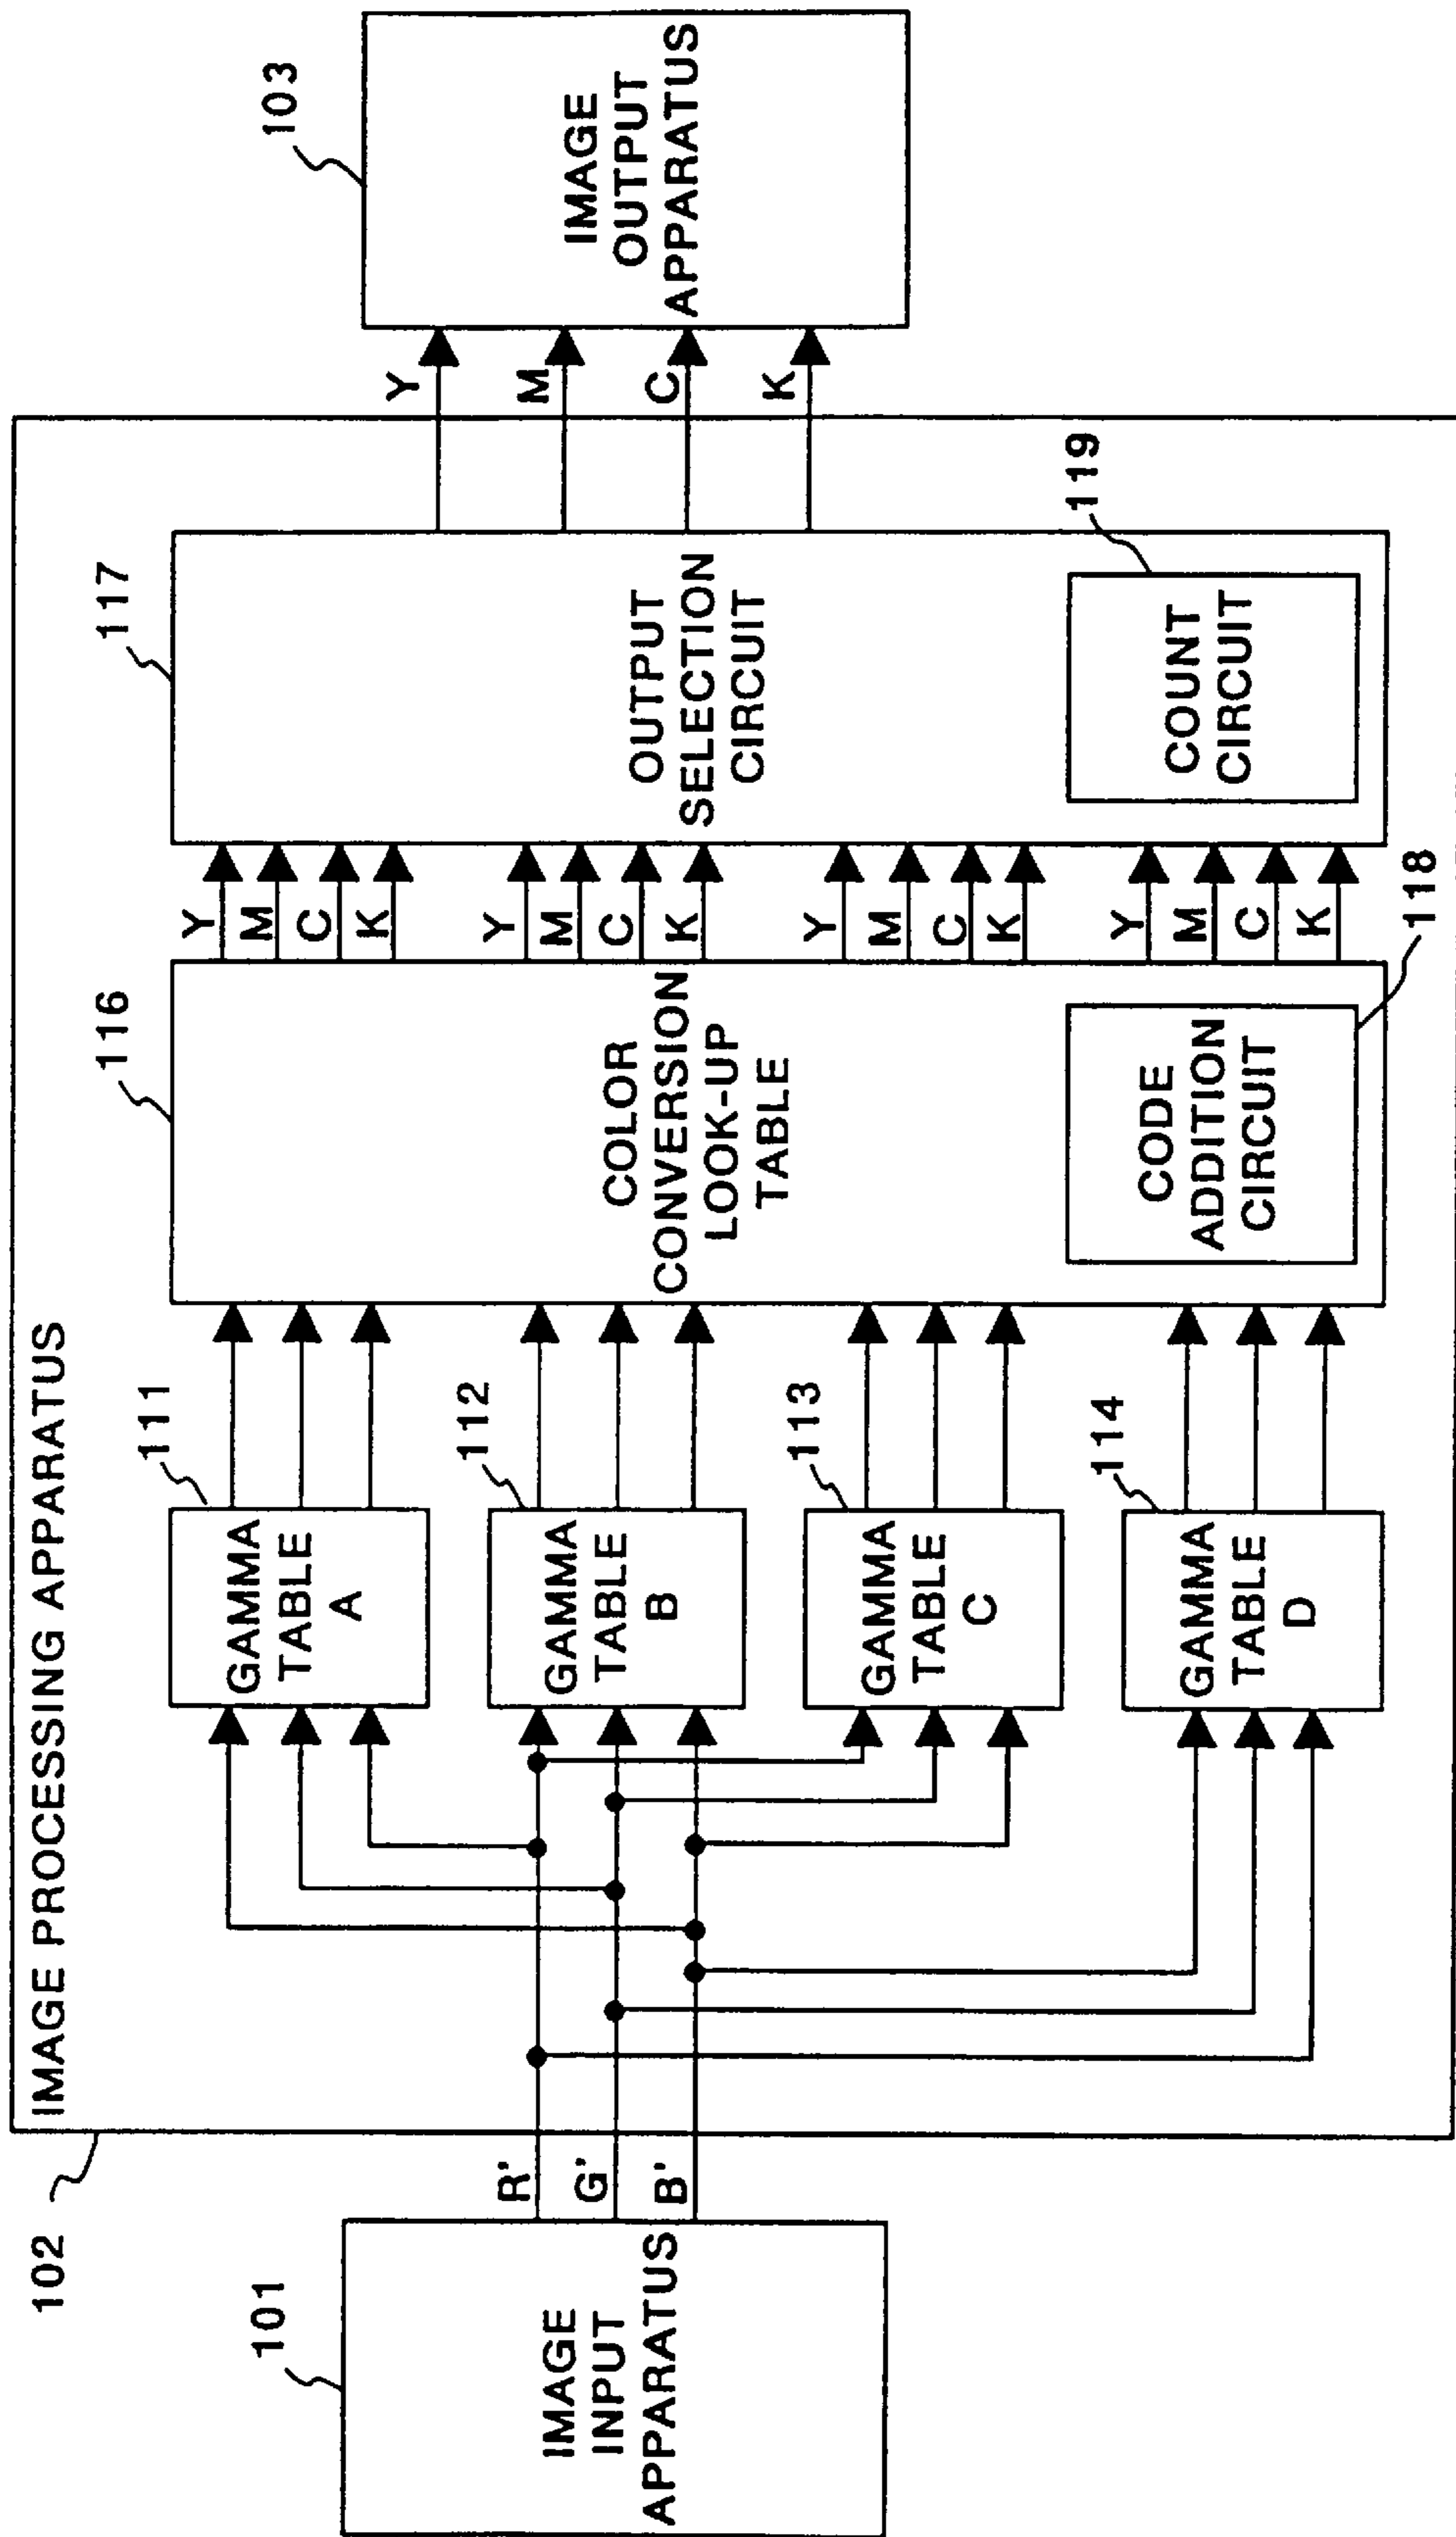 IMAGE PROCESSING APPARATUS
102
101
IMAGE
INPUT
APPARATUS
R'
G'
B'
111
GAMMA
TABLE
A
112
GAMMA
TABLE
B
113
GAMMA
TABLE
C
114
GAMMA
TABLE
D
116
COLOR
CONVERSION
LOOK-UP
TABLE
CODE
ADDITION
CIRCUIT
118
Y
M
C
K
Y
M
C
K
Y
M
C
K
Y
M
C
K
117
OUTPUT
SELECTION
CIRCUIT
COUNT
CIRCUIT
119
Y
M
C
K
103
IMAGE
OUTPUT
APPARATUS